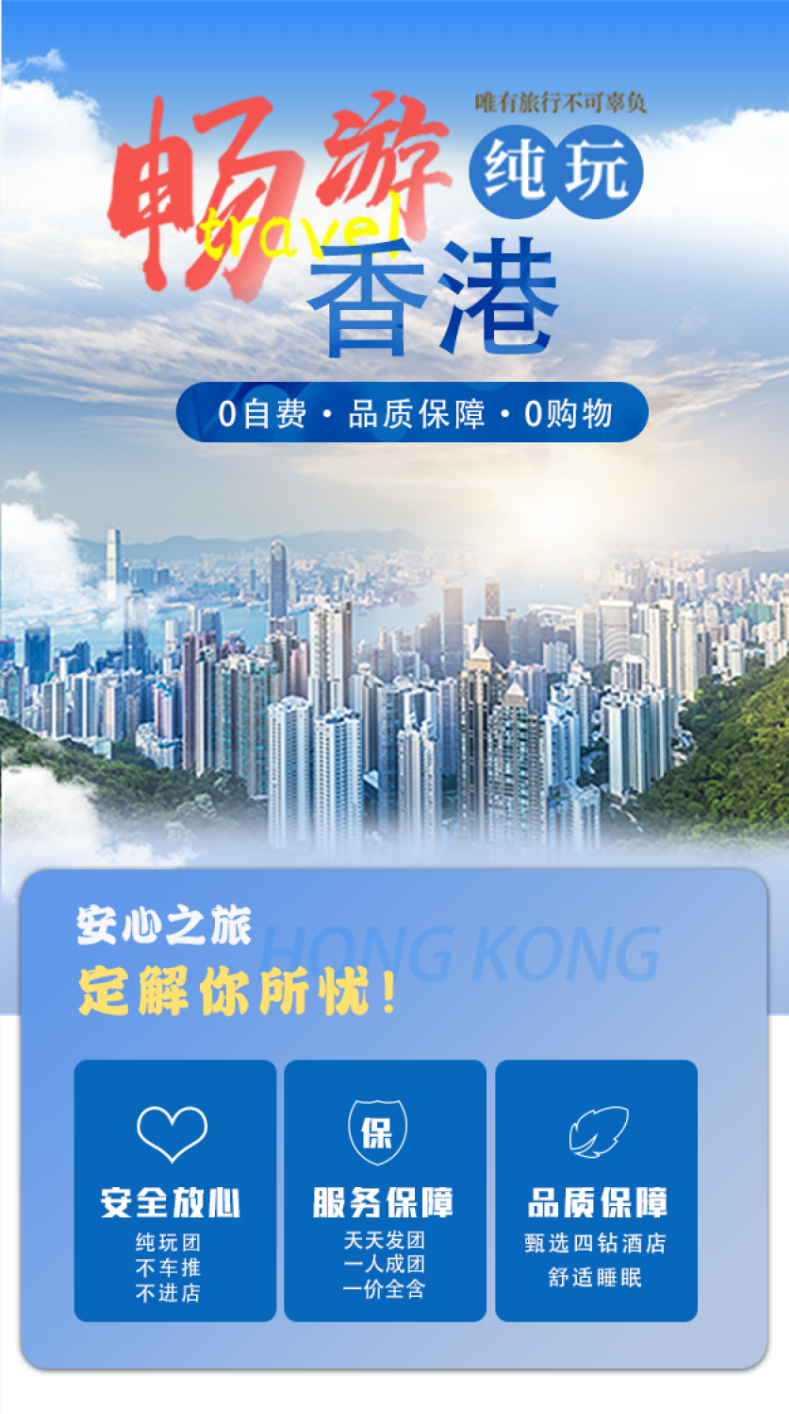 唯有旅行不可辜负
畅游
纯玩
travel
香港
0自费·品质保障·0购物
安心之旅
HONG KONG
定解你所忧!
保
安全放心
纯玩团
不车推
不进店
服务保障
天天发团
一人成团
一价全含
品质保障
甄选四钻酒店
舒适睡眠